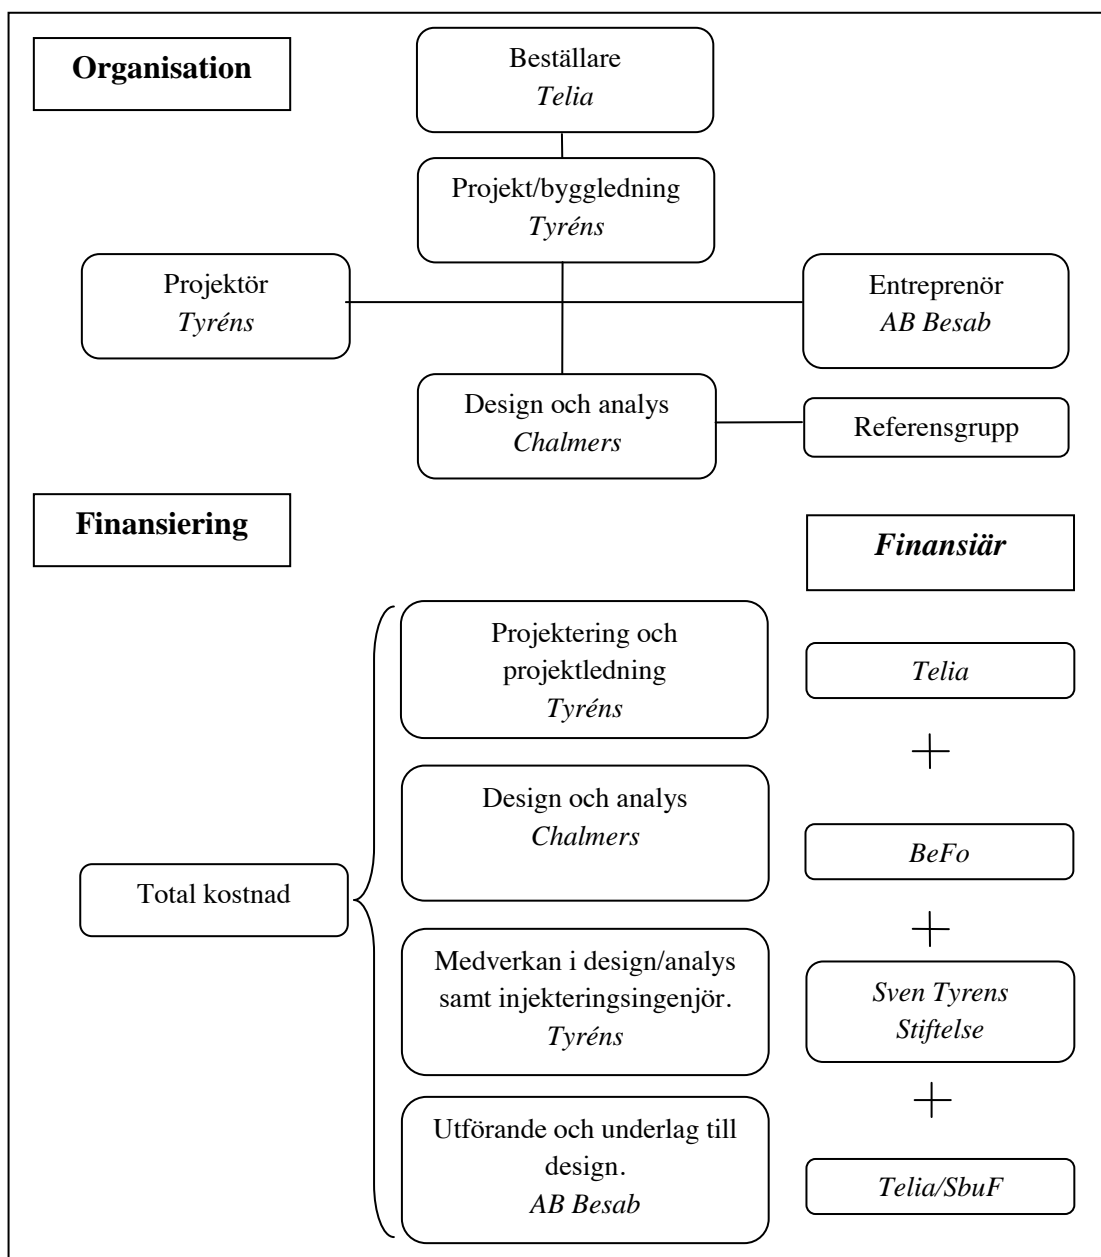 Organisation
Beställare
Telia
Projekt/byggledning
Tyréns
Projektör
Tyréns
Entreprenör
AB Besab
Design och analys
Chalmers
Referensgrupp
Finansiering
Finansiär
Projektering och
projektledning
Tyréns
Telia
+
Design och analys
Chalmers
BeFo
+
Total kostnad
Medverkan i design/analys
samt injekteringsingenjör.
Tyréns
Sven Tyrens
Stiftelse
+
Utförande och underlag till
design.
AB Besab
Telia/SbuF